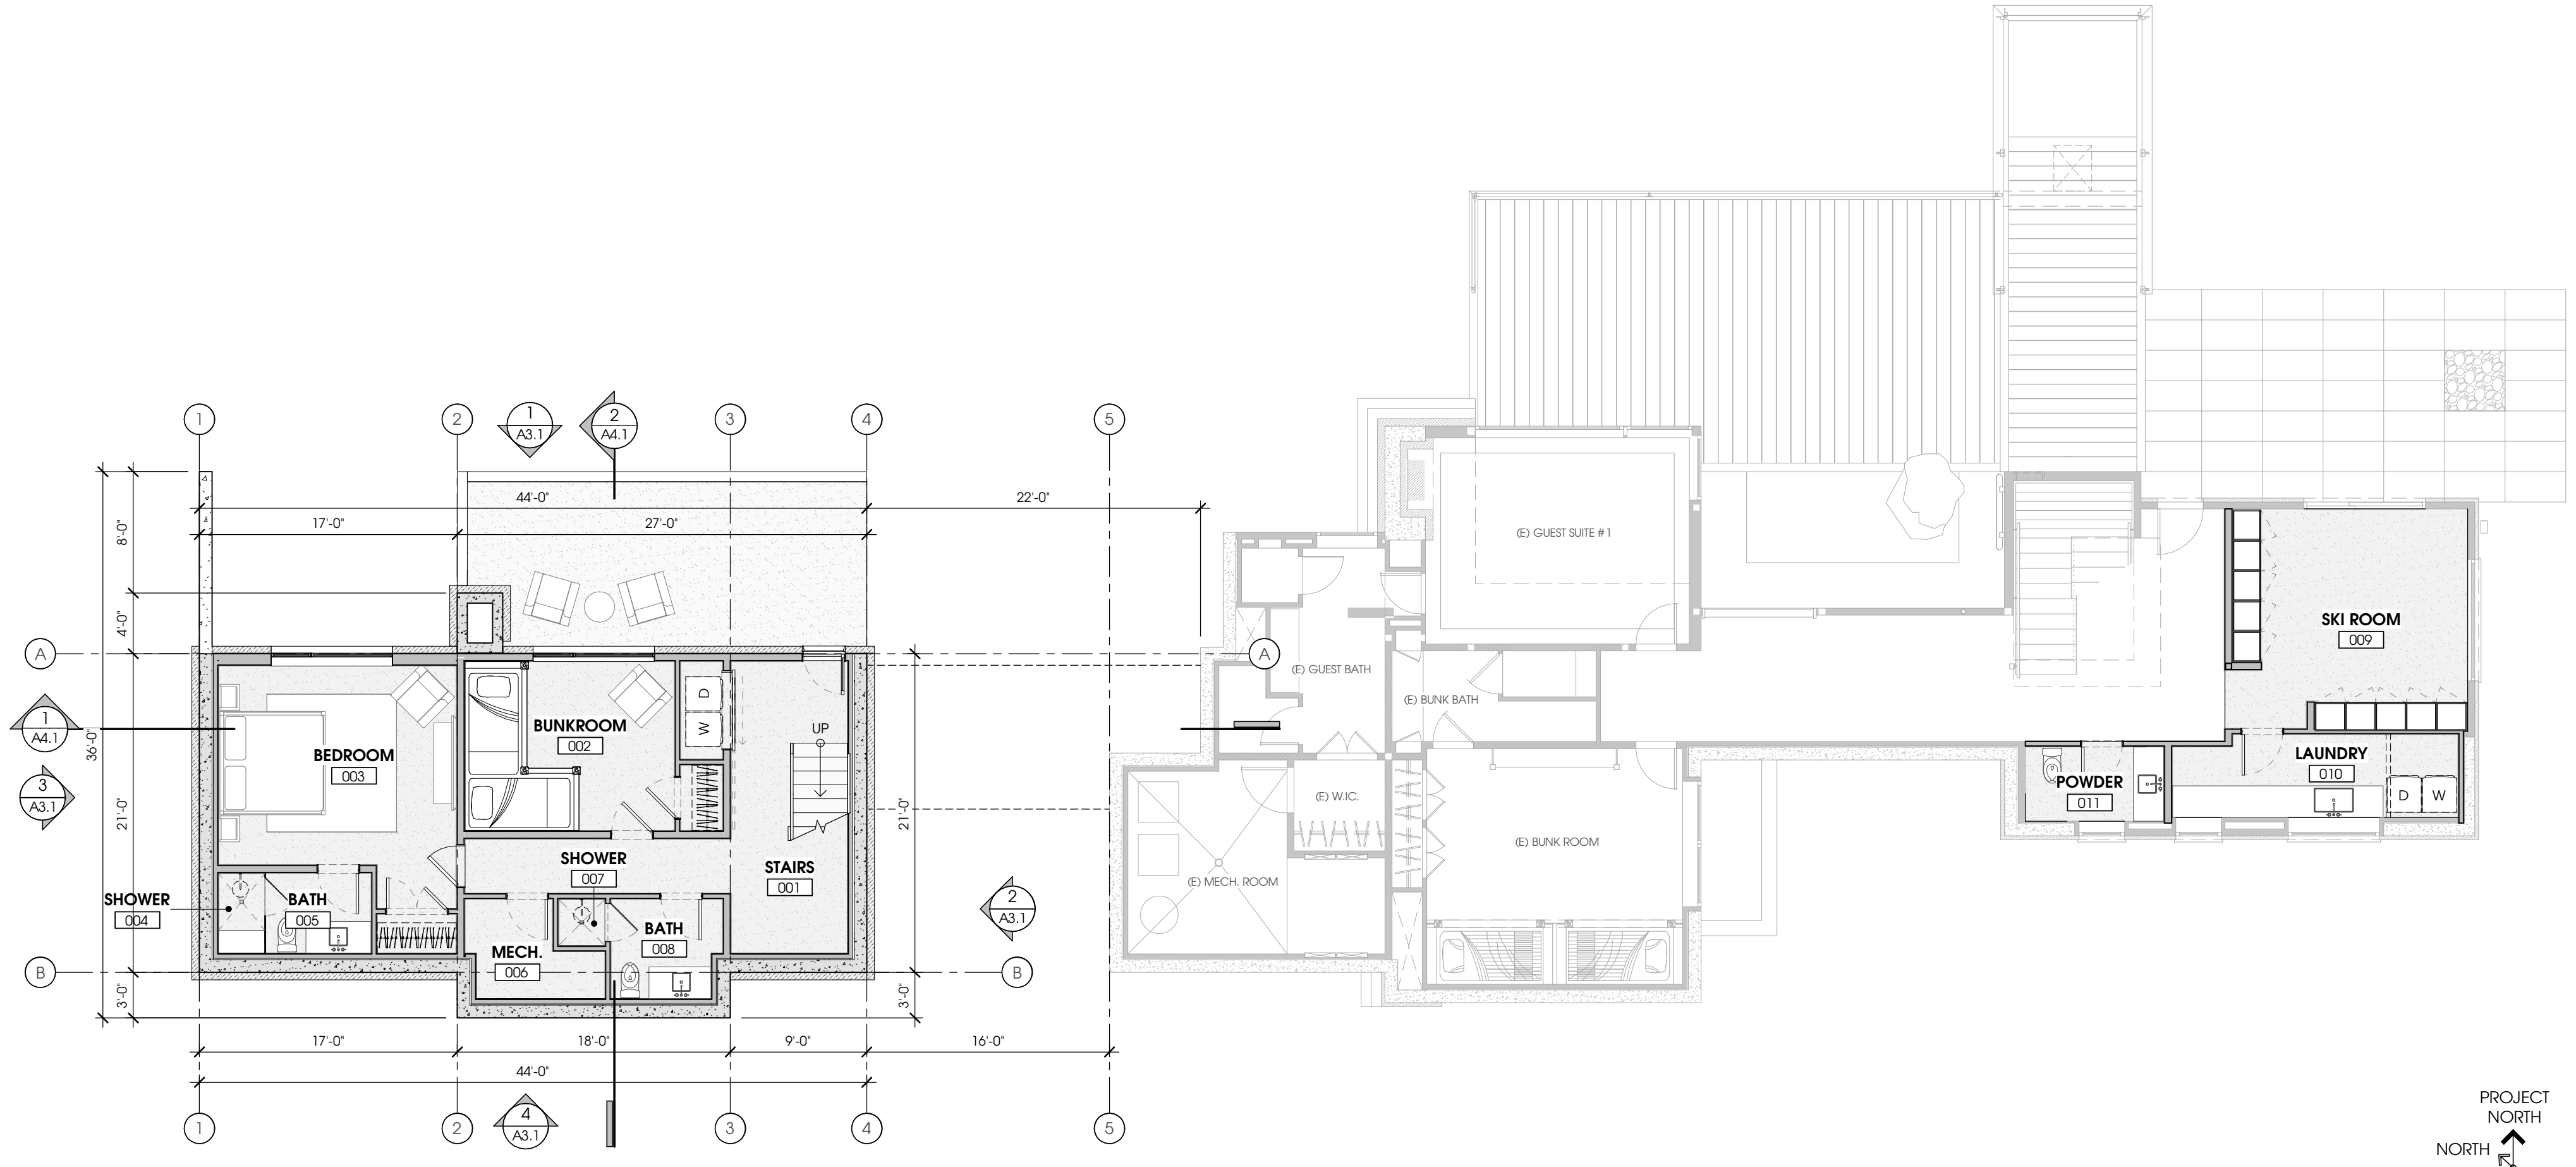 1
2
1
A3.1
2
A4.1
3
4
5
44'-0"
22'-0"
17'-0"
27'-0"
8'-0"
4'-0"
36'-0"
21'-0"
3'-0"
A
A
B
B
1
A4.1
3
A3.1
BEDROOM
003
BUNKROOM
002
D
W
UP
21'-0"
3'-0"
SHOWER
004
BATH
005
SHOWER
007
STAIRS
001
MECH.
006
BATH
008
2
A3.1
17'-0"
18'-0"
9'-0"
16'-0"
44'-0"
1
2
4
A3.1
3
4
5
(E) GUEST SUITE #1
(E) GUEST BATH
(E) BUNK BATH
(E) W.IC.
(E) MECH. ROOM
(E) BUNK ROOM
SKI ROOM
009
LAUNDRY
010
D
W
POWDER
011
PROJECT
NORTH
NORTH